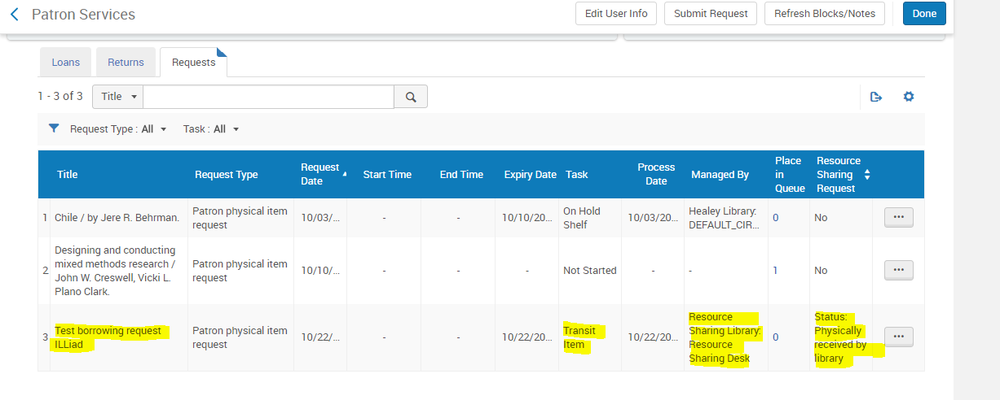 Patron Services
Edit User Info
Submit Request
Refresh Blocks/Notes
Done
Loans
Returns
Requests
1 - 3 of 3
Title
Request Type : All
Task : All
Title
Request Type
Request
Date
Start Time
End Time
Expiry Date
Task
Process
Date
Managed By
Place
in
Queue
Resource
Sharing
Request
1
Chile / by Jere R. Behrman.
Patron physical item
request
10/03/...
-
-
10/10/20...
On Hold
Shelf
10/03/20...
Healey Library:
DEFAULT_CIR...
0
No
...
2
Designing and conducting
mixed methods research /
John W. Creswell, Vicki L.
Plano Clark.
Patron physical item
request
10/10/...
-
-
-
Not Started
-
-
1
No
...
3
Test borrowing request
ILLiad
Patron physical item
request
10/22/...
-
-
10/22/20...
Transit
Item
10/22/20...
Resource
Sharing Library:
Resource
Sharing Desk
0
Status:
Physically
received by
library
...